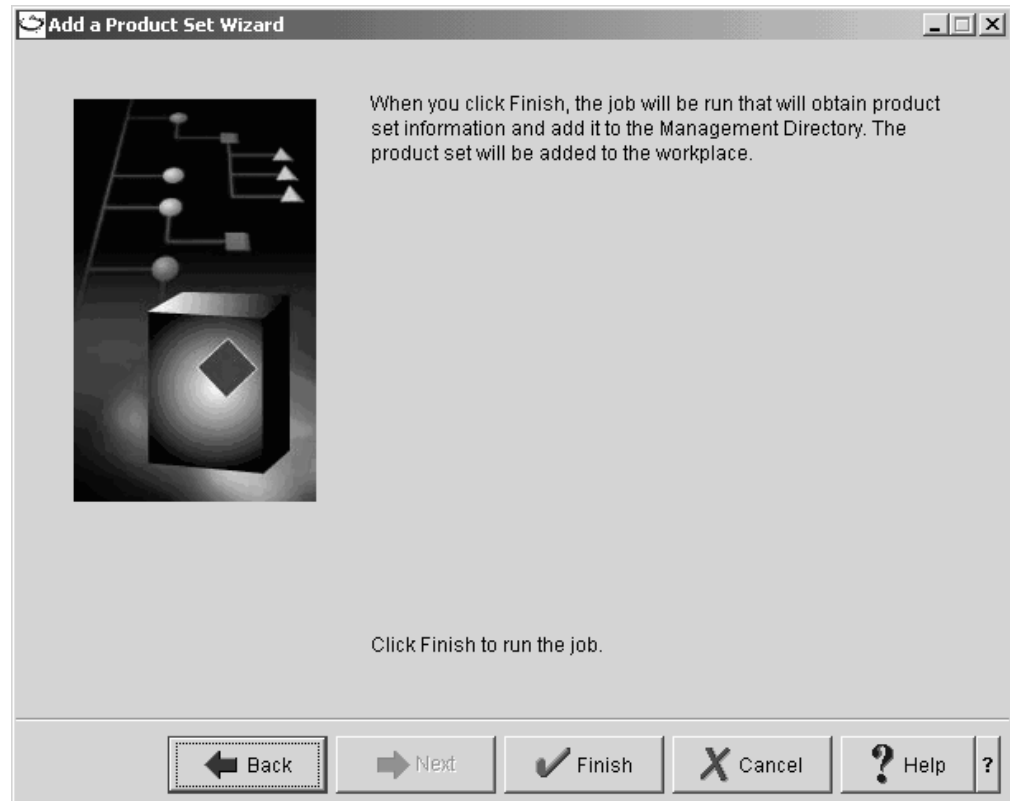 Add a Product Set Wizard
When you click Finish, the job will be run that will obtain product
set information and add it to the Management Directory. The
product set will be added to the workplace.
Click Finish to run the job.
Back
Next
Finish
Cancel
Help
?